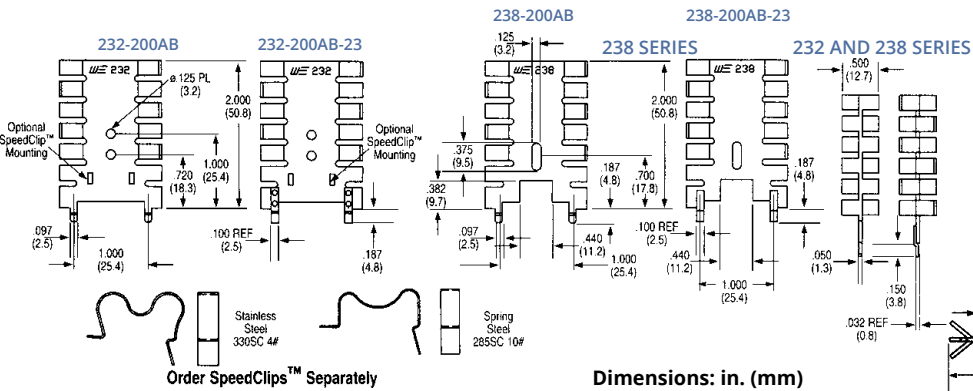 238-200AB
238-200AB-23
232-200AB
232-200AB-23
.125
(3.2)
238 SERIES
232 AND 238 SERIES
232
ø.125 PL
(3.2)
232
238
238
.500
(12.7)
2.000
(50.8)
2.000
(50.8)
Optional
SpeedClip™
Mounting
Optional
SpeedClip™
Mounting
1.000
(25.4)
.720
(18.3)
.375
(9.5)
.382
(9.7)
.187
(4.8)
.700
(17.8)
.187
(4.8)
.097
(2.5)
1.000
(25.4)
.100 REF
(2.5)
.187
(4.8)
.097
(2.5)
.440
(11.2)
1.000
(25.4)
.100 REF
(2.5)
.440
(11.2)
1.000
(25.4)
.050
(1.3)
.150
(3.8)
.032 REF
(0.8)
Stainless
Steel
330SC 4#
Spring
Steel
285SC 10#
Order SpeedClips™ Separately
Dimensions: in. (mm)